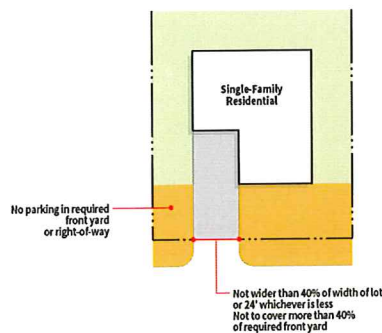 Single-Family
Residential
No parking in required
front yard
or right-of-way
Not wider than 40% of width of lot
or 24' whichever is less
Not to cover more than 40%
of required front yard